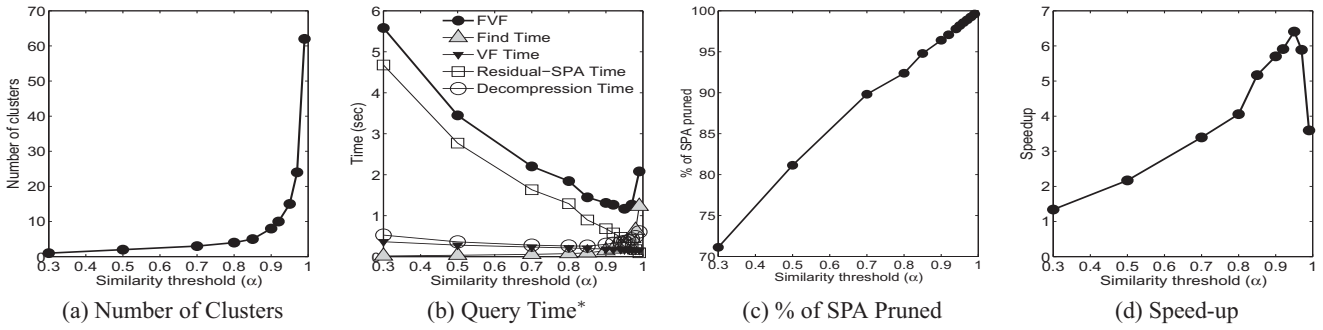 70
60
50
40
30
20
10
0
0.3 0.4 0.5 0.6 0.7 0.8 0.9 1
Number of clusters
Similarity threshold (α)
(a) Number of Clusters
6
5
4
3
2
1
0
0.3 0.4 0.5 0.6 0.7 0.8 0.9 1
Time (sec)
FVF
Find Time
VF Time
Residual−SPA Time
Decompression Time
Similarity threshold (α)
(b) Query Time*
100
95
90
85
80
75
70
0.3 0.4 0.5 0.6 0.7 0.8 0.9 1
% of SPA pruned
Similarity threshold (α)
(c) % of SPA Pruned
7
6
5
4
3
2
1
0
0.3 0.4 0.5 0.6 0.7 0.8 0.9 1
Speedup
Similarity threshold (α)
(d) Speed-up